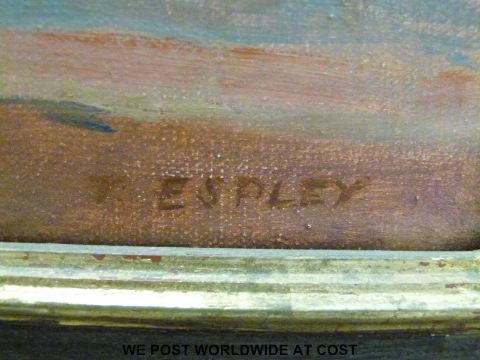 T. ESPLEY
WE POST WORLDWIDE AT COST